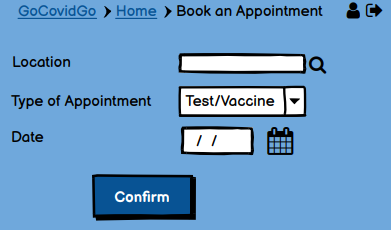 GoCovidGo > Home > Book an Appointment
Location
Type of Appointment Test/Vaccine
Date / /
Confirm